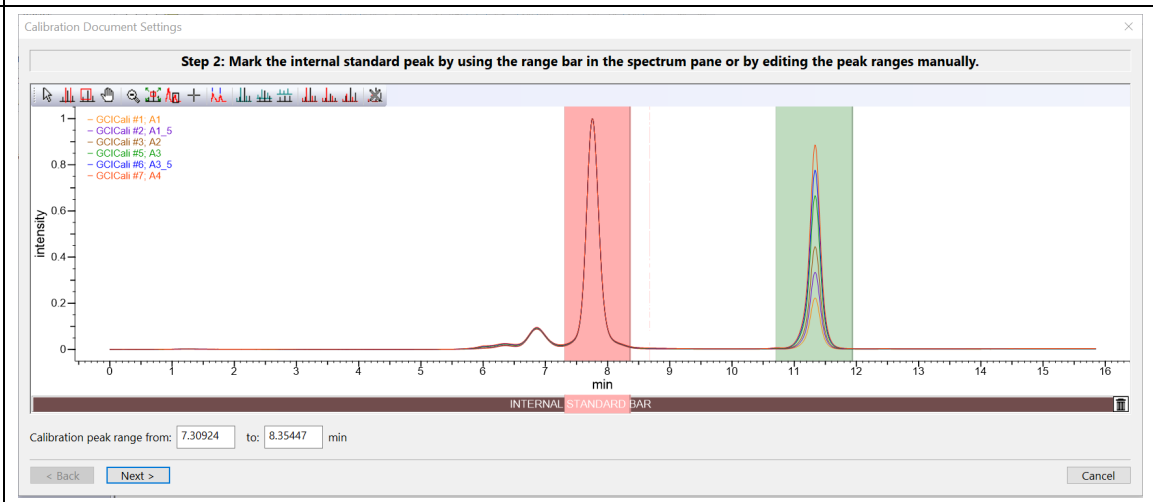 Calibration Document Settings
Step 2: Mark the internal standard peak by using the range bar in the spectrum pane or by editing the peak ranges manually.
1
– GCICali #1; A1
– GCICali #2; A1_5
– GCICali #3; A2
– GCICali #5; A3
– GCICali #6; A3_5
– GCICali #7; A4
0.8
0.6
0.4
0.2
0
intensity
0 1 2 3 4 5 6 7 8 9 10 11 12 13 14 15 16
min
INTERNAL STANDARD BAR
Calibration peak range from: 7.30924 to: 8.35447 min
< Back Next > Cancel